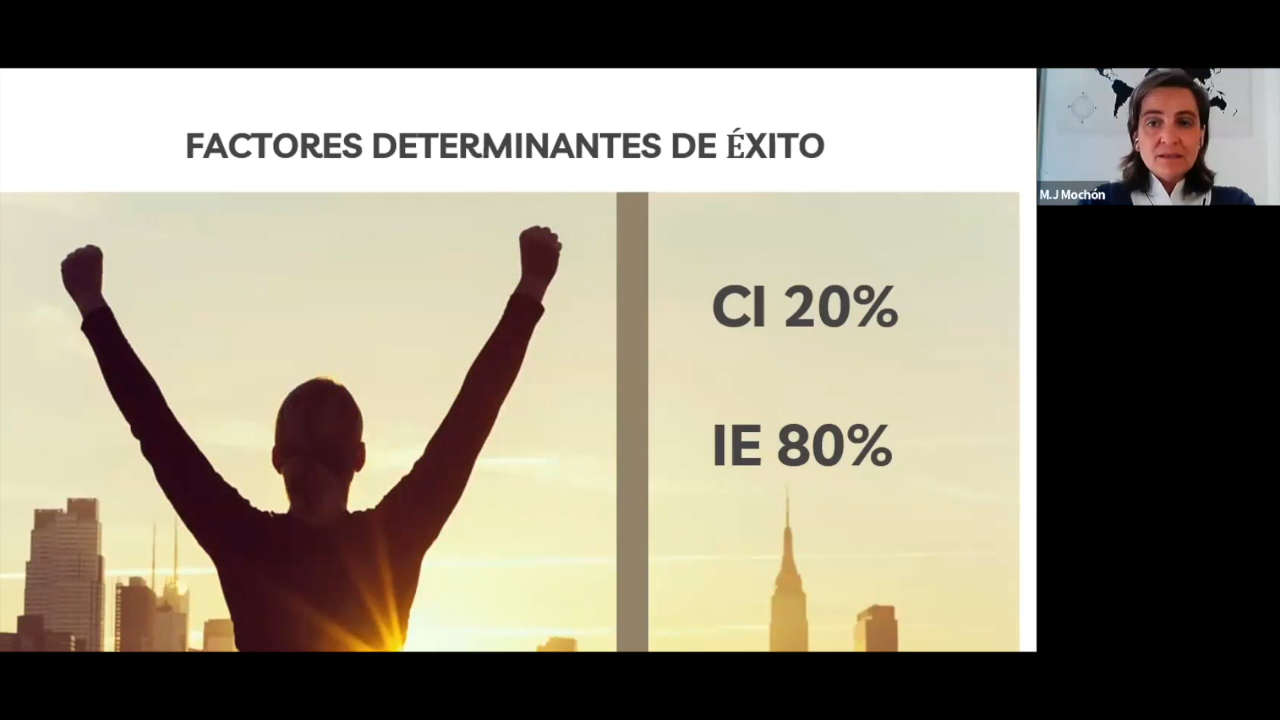 FACTORES DETERMINANTES DE ÉXITO
CI 20%
IE 80%
M.J Mochón